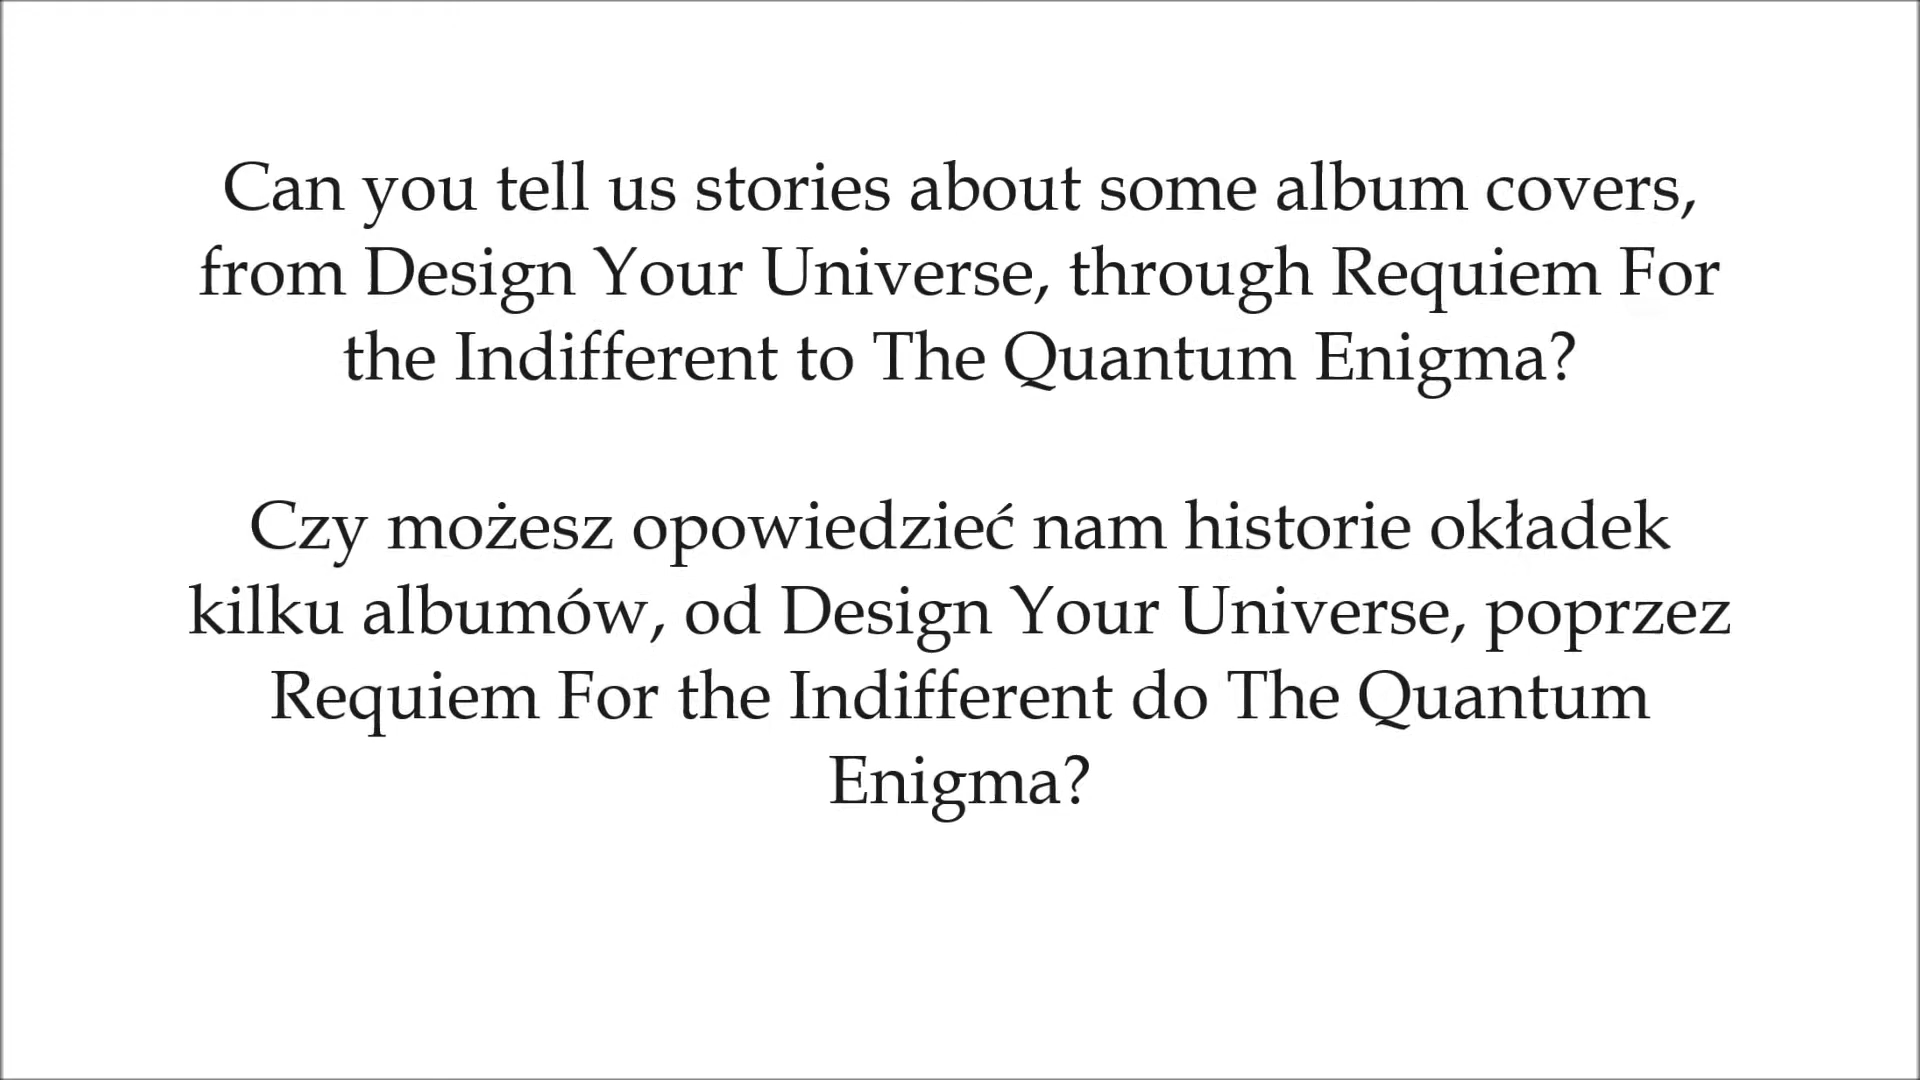 Can you tell us stories about some album covers,
from Design Your Universe, through Requiem For
the Indifferent to The Quantum Enigma?
Czy możesz opowiedzieć nam historie okładek
kilku albumów, od Design Your Universe, poprzez
Requiem For the Indifferent do The Quantum
Enigma?